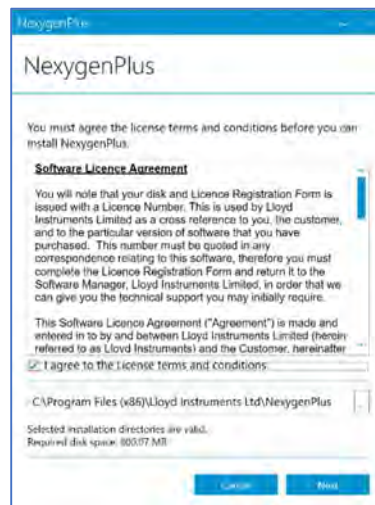 NexygenPlus
NexygenPlus
You must agree the license terms and conditions before you can
install NexygenPlus.
Software Licence Agreement
You will note that your disk and Licence Registration Form is
issued with a Licence Number. This is used by Lloyd
Instruments Limited as a cross reference to you, the customer,
and to the particular version of software that you have
purchased. This number must be quoted in any
correspondence relating to this software, therefore you must
complete the Licence Registration Form and return it to the
Software Manager, Lloyd Instruments Limited, in order that we
can give you the technical support you may initially require.
This Software Licence Agreement ("Agreement") is made and
entered in to by and between Lloyd Instruments Limited (herein
referred to as Lloyd Instruments) and the Customer, hereinafter
I agree to the License terms and conditions
C:\Program Files (x86)\Lloyd Instruments Ltd\NexygenPlus
Selected installation directories are valid.
Required disk space: 800.07 MB
Cancel Next